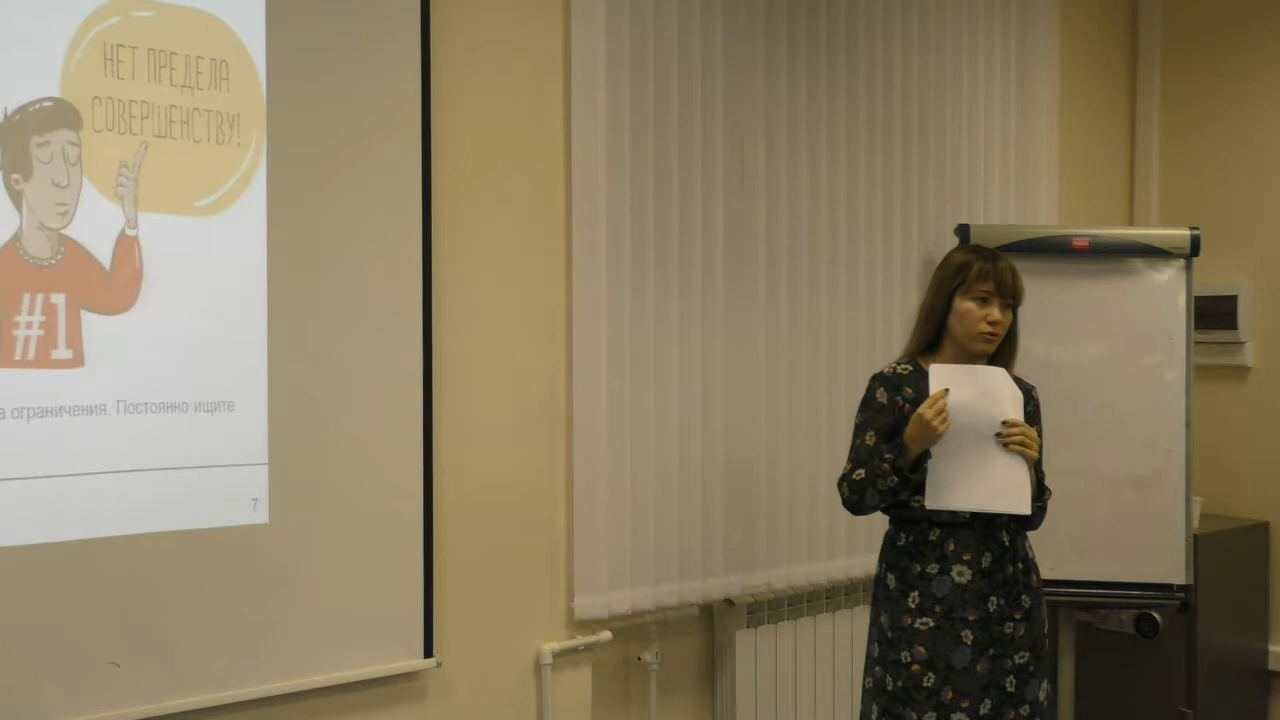 НЕТ ПРЕДЕЛА
СОВЕРШЕНСТВУ!
#1
а ограничения. Постоянно ищите
7